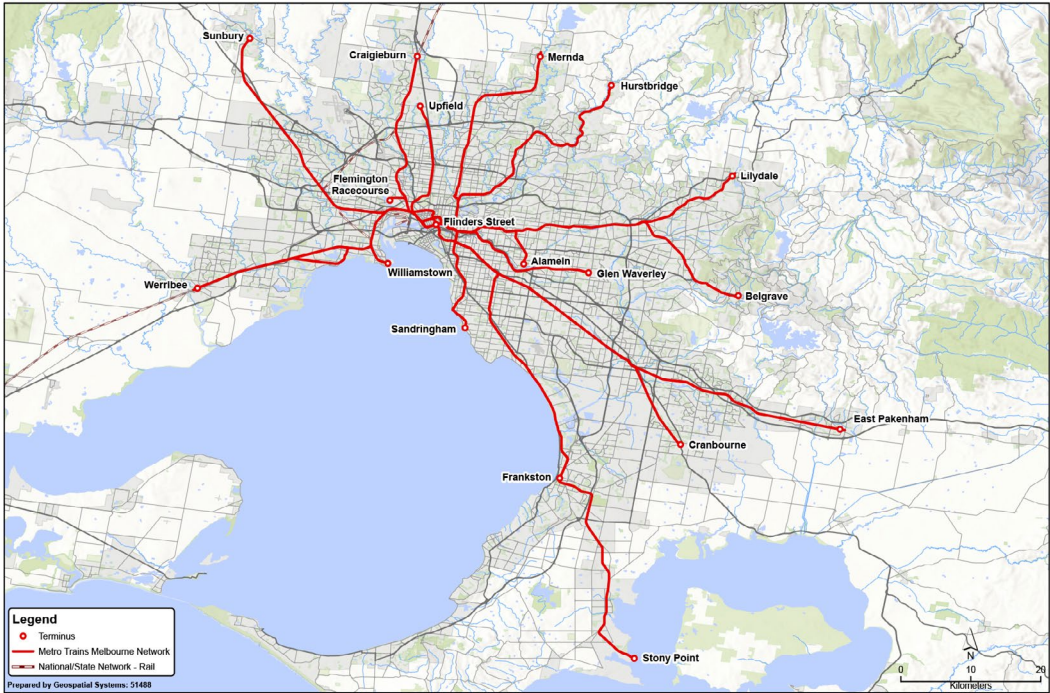 Sunbury
Craigieburn
Mernda
Hurstbridge
Upfield
Lilydale
Flemington
Racecourse
Flinders Street
Alamein
Glen Waverley
Williamstown
Werribee
Belgrave
Sandringham
East Pakenham
Cranbourne
Frankston
Stony Point
Legend
Terminus
Metro Trains Melbourne Network
National/State Network - Rail
Prepared by Geospatial Systems: 51488
N
0 10 20
Kilometers